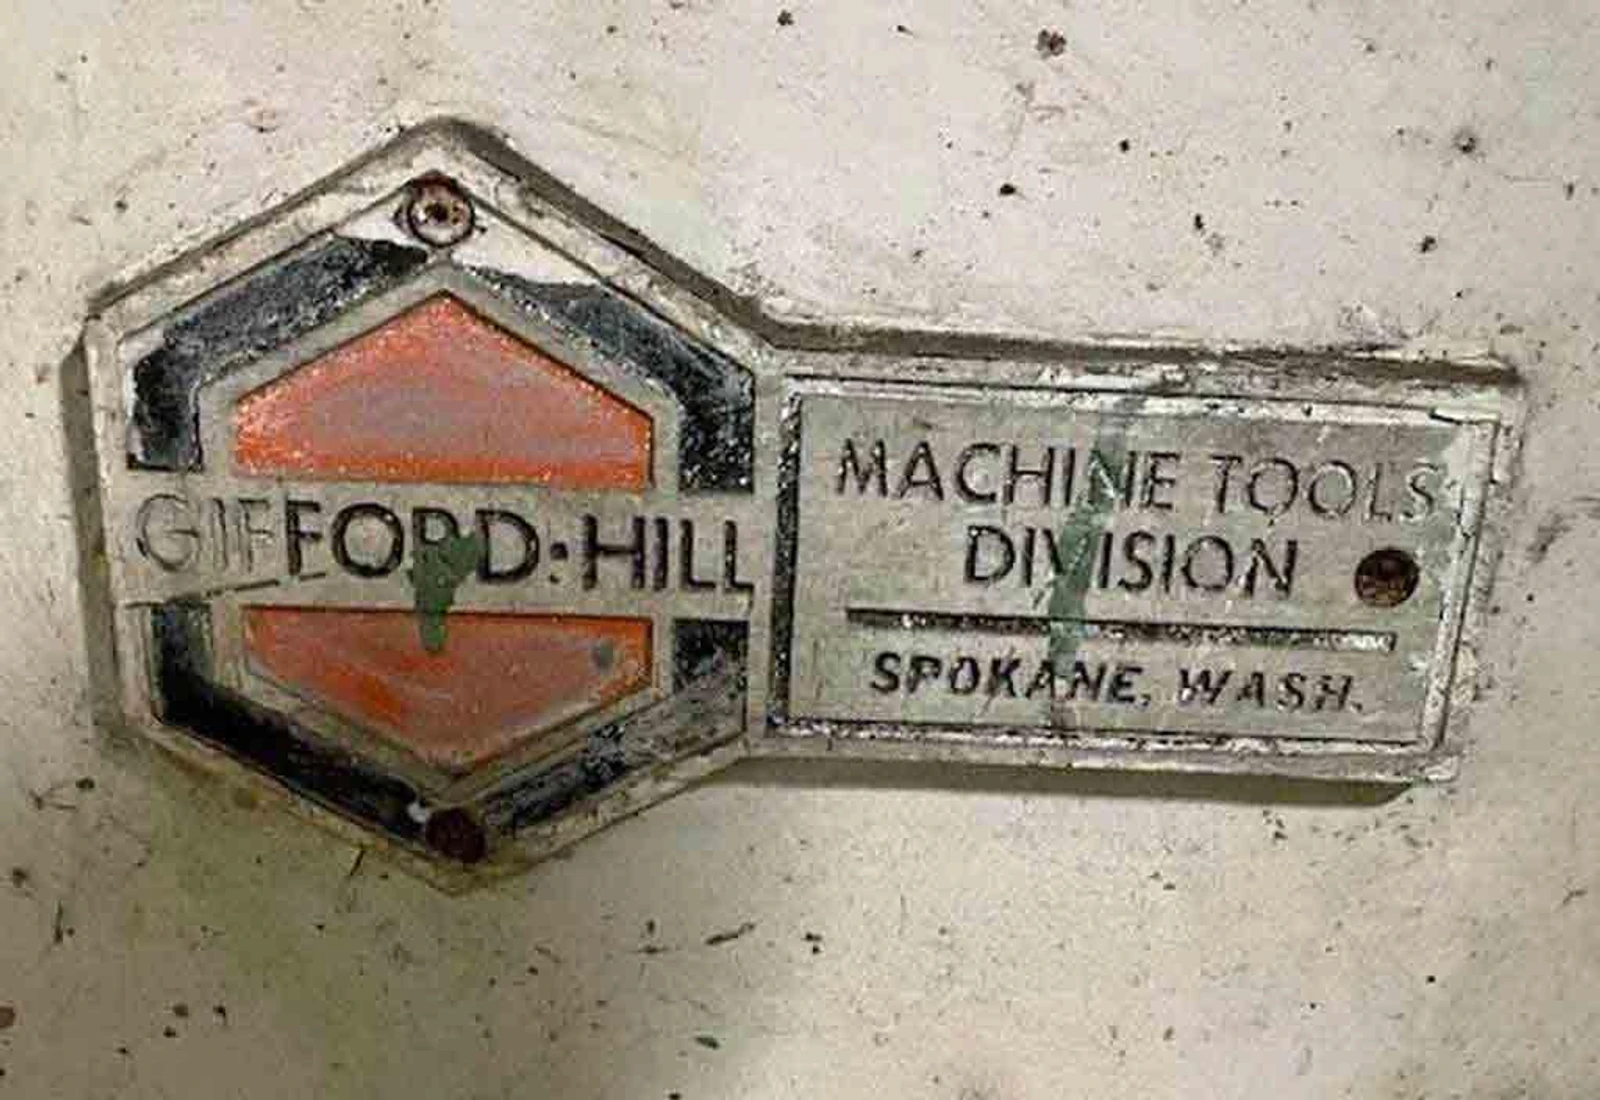 GIFFORD:HILL
MACHINE TOOLS
DIVISION
SPOKANE, WASH.